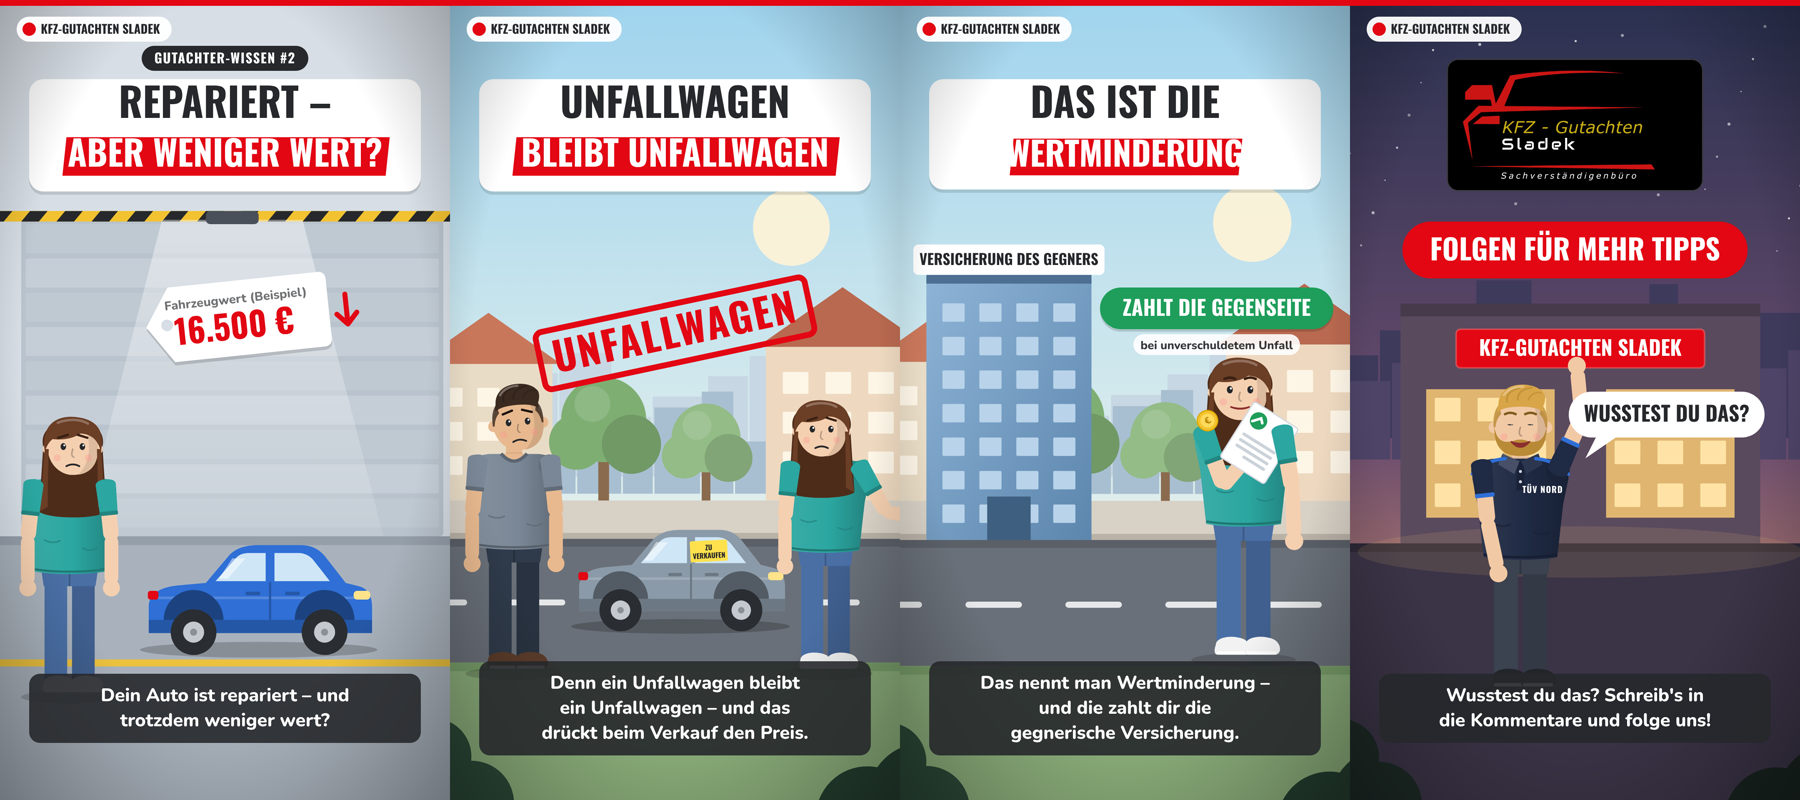 KFZ-GUTACHTEN SLADEK
GUTACHTER-WISSEN #2
REPARIERT –
ABER WENIGER WERT?
Fahrzeugwert (Beispiel)
16.500 €
Dein Auto ist repariert – und
trotzdem weniger wert?
KFZ-GUTACHTEN SLADEK
UNFALLWAGEN
BLEIBT UNFALLWAGEN
UNFALLWAGEN
ZU
VERKAUFEN
Denn ein Unfallwagen bleibt
ein Unfallwagen – und das
drückt beim Verkauf den Preis.
KFZ-GUTACHTEN SLADEK
DAS IST DIE
WERTMINDERUNG
VERSICHERUNG DES GEGNERS
ZAHLT DIE GEGENSEITE
bei unverschuldetem Unfall
€
Das nennt man Wertminderung –
und die zahlt dir die
gegnerische Versicherung.
KFZ-GUTACHTEN SLADEK
KFZ - Gutachten
Sladek
Sachverständigenbüro
FOLGEN FÜR MEHR TIPPS
KFZ-GUTACHTEN SLADEK
WUSSTEST DU DAS?
TÜV NORD
Wusstest du das? Schreib's in
die Kommentare und folge uns!